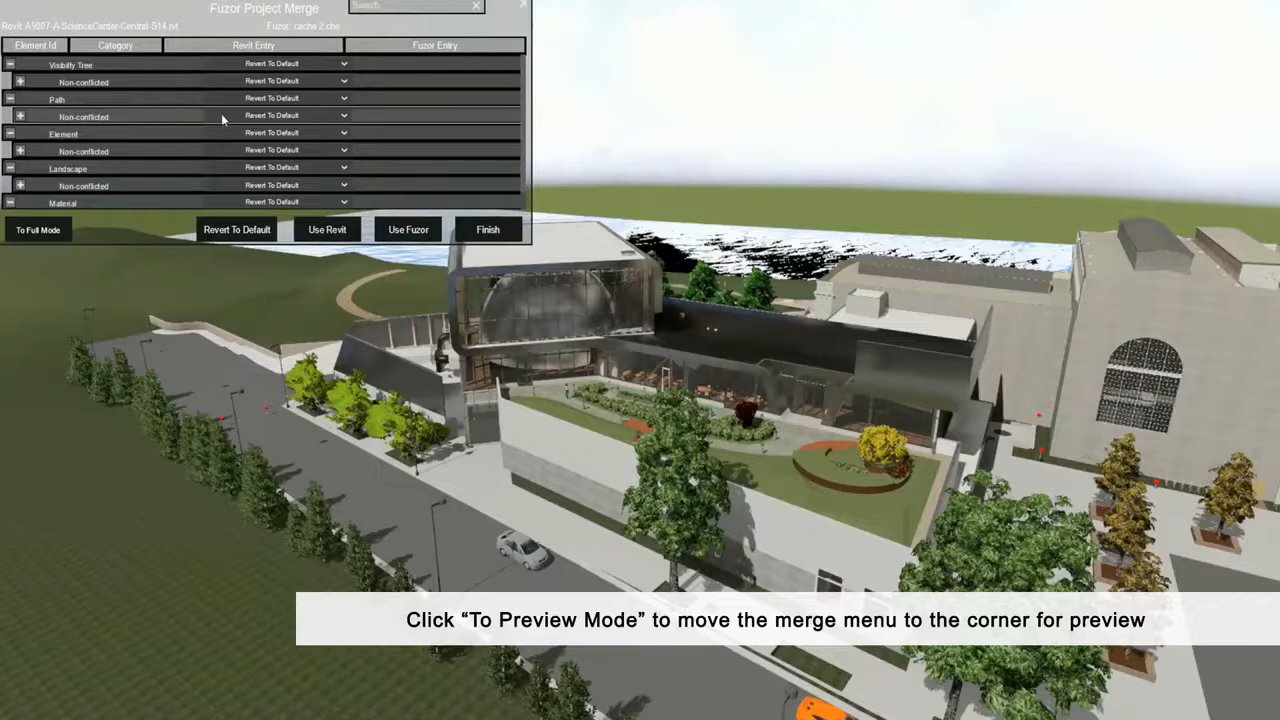 Fuzor Project Merge
Search
Revit: A5007-A-ScienceCenter-Central-S14.rvt
Fuzor: cache 2.che
Element Id Category Revit Entry Fuzor Entry
Visibilty Tree Revert To Default
Non-conflicted Revert To Default
Path Revert To Default
Non-conflicted Revert To Default
Element Revert To Default
Non-conflicted Revert To Default
Landscape Revert To Default
Non-conflicted Revert To Default
Material Revert To Default
To Full Mode Revert To Default Use Revit Use Fuzor Finish
Click “To Preview Mode” to move the merge menu to the corner for preview